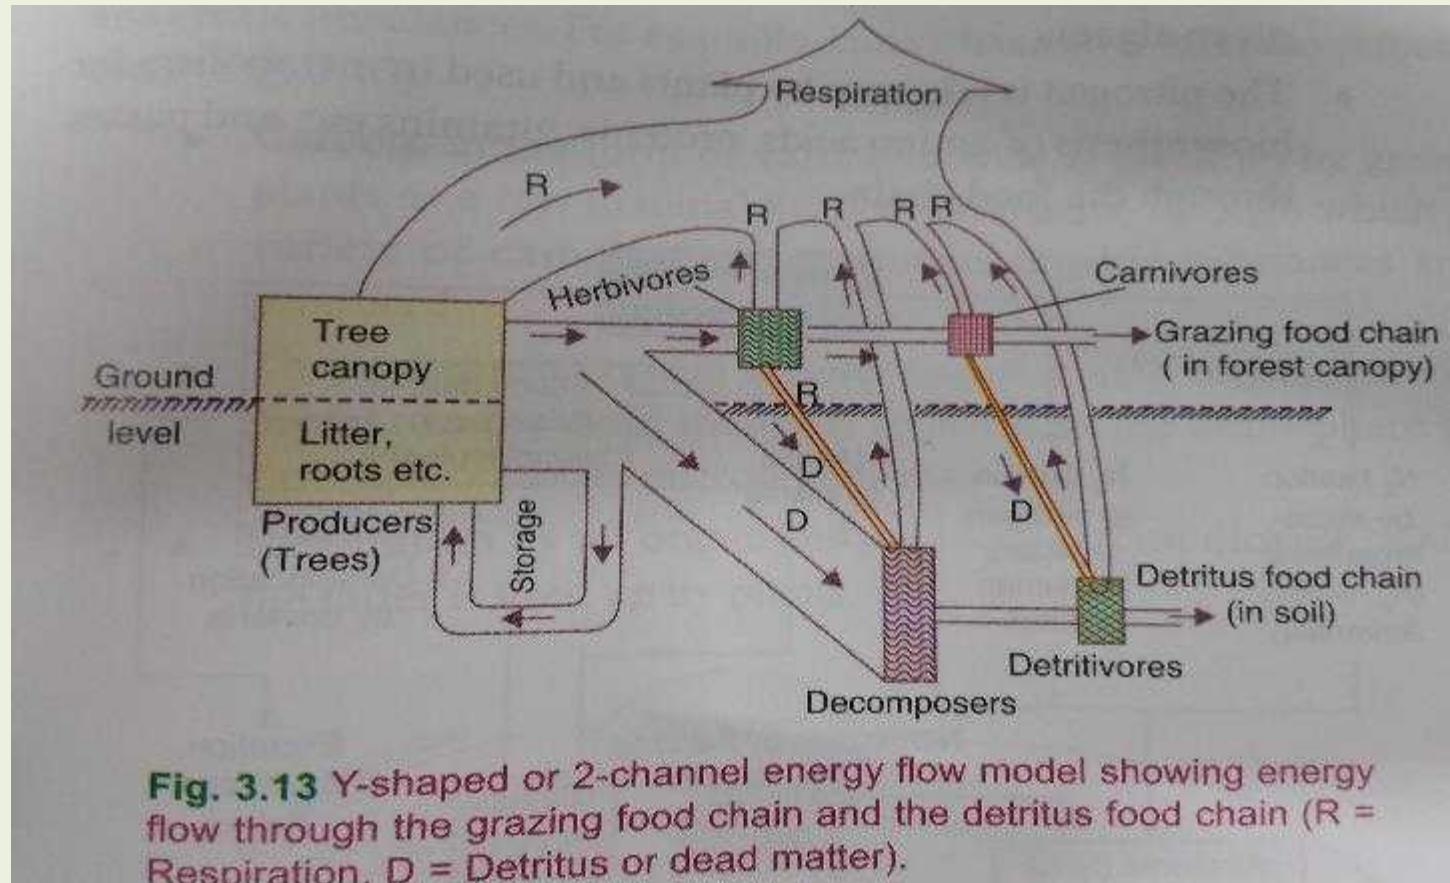 Respiration
R
R
R
R R
Herbivores
Carnivores
Tree
canopy
Grazing food chain
( in forest canopy)
Ground
level
R
Litter,
roots etc.
D
D
D
Producers
(Trees)
Storage
Detritus food chain
(in soil)
Detritivores
Decomposers
Fig. 3.13 Y-shaped or 2-channel energy flow model showing energy
flow through the grazing food chain and the detritus food chain (R =
Respiration, D = Detritus or dead matter).